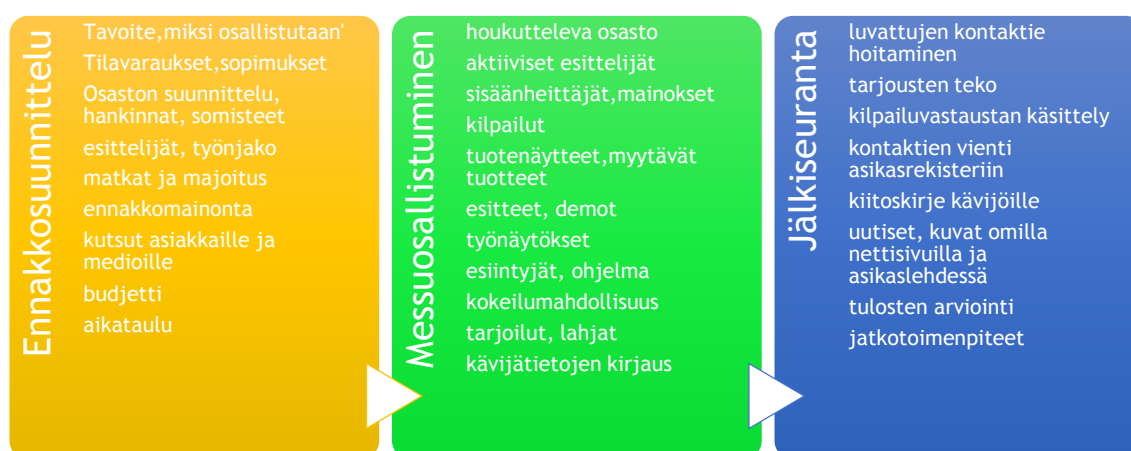 Ennakkosuunnittelu
Tavoite,miksi osallistutaan'
Tilavaraukset,sopimukset
Osaston suunnittelu,
hankinnat, somisteet
esittelijät, työnjako
matkat ja majoitus
ennakkomainonta
kutsut asiakkaille ja
medioille
budjetti
aikataulu
Messuosallistuminen
houkutteleva osasto
aktiiviset esittelijät
sisäänheittäjät,mainokset
kilpailut
tuotenäytteet,myytävät
tuotteet
esitteet, demot
työnäytökset
esiintyjät, ohjelma
kokeilumahdollisuus
tarjoilut, lahjat
kävijätietojen kirjaus
Jälkiseuranta
luvattujen kontaktie
hoitaminen
tarjousten teko
kilpailuvastaustan käsittely
kontaktien vienti
asikasrekisteriin
kiitoskirje kävijöille
uutiset, kuvat omilla
nettisivuilla ja
asikaslehdessä
tulosten arviointi
jatkotoimenpiteet